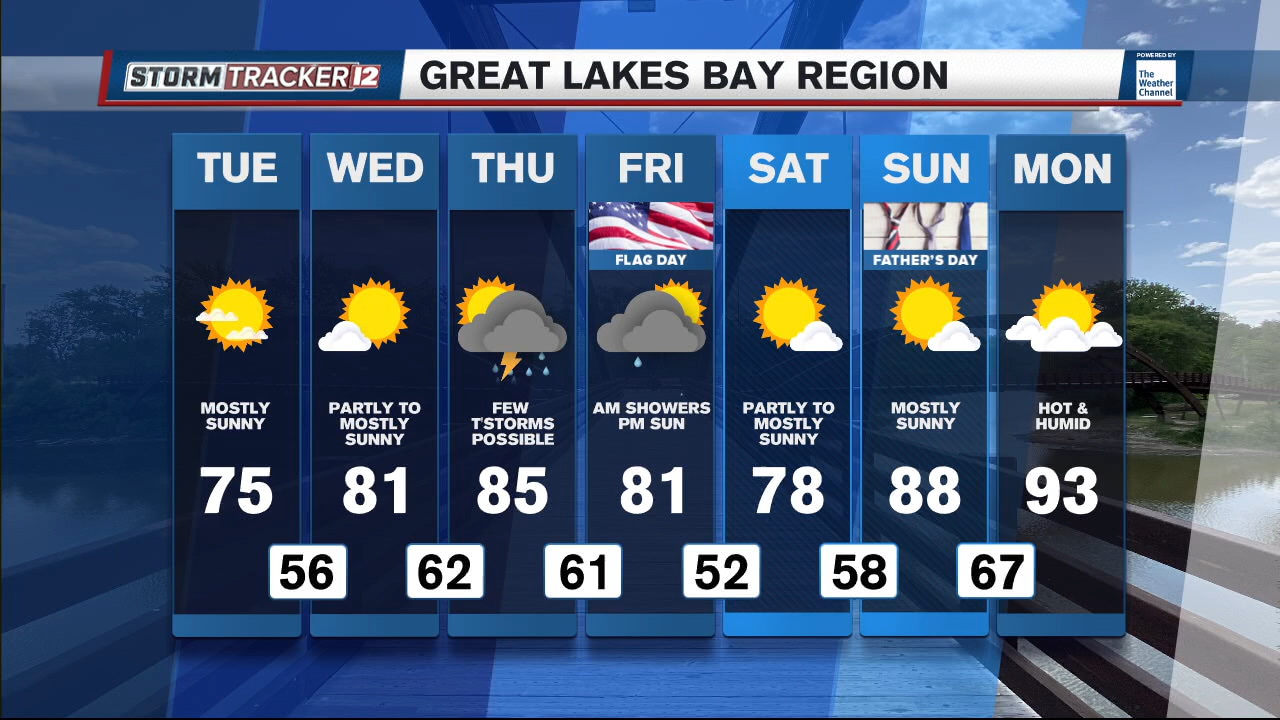 STORMTRACKER12
GREAT LAKES BAY REGION
POWERED BY
The
Weather
Channel
TUE
WED
THU
FRI
SAT
SUN
MON
FLAG DAY
FATHER'S DAY
MOSTLY
SUNNY
PARTLY TO
MOSTLY
SUNNY
FEW
T'STORMS
POSSIBLE
AM SHOWERS
PM SUN
PARTLY TO
MOSTLY
SUNNY
MOSTLY
SUNNY
HOT &
HUMID
75
81
85
81
78
88
93
56
62
61
52
58
67